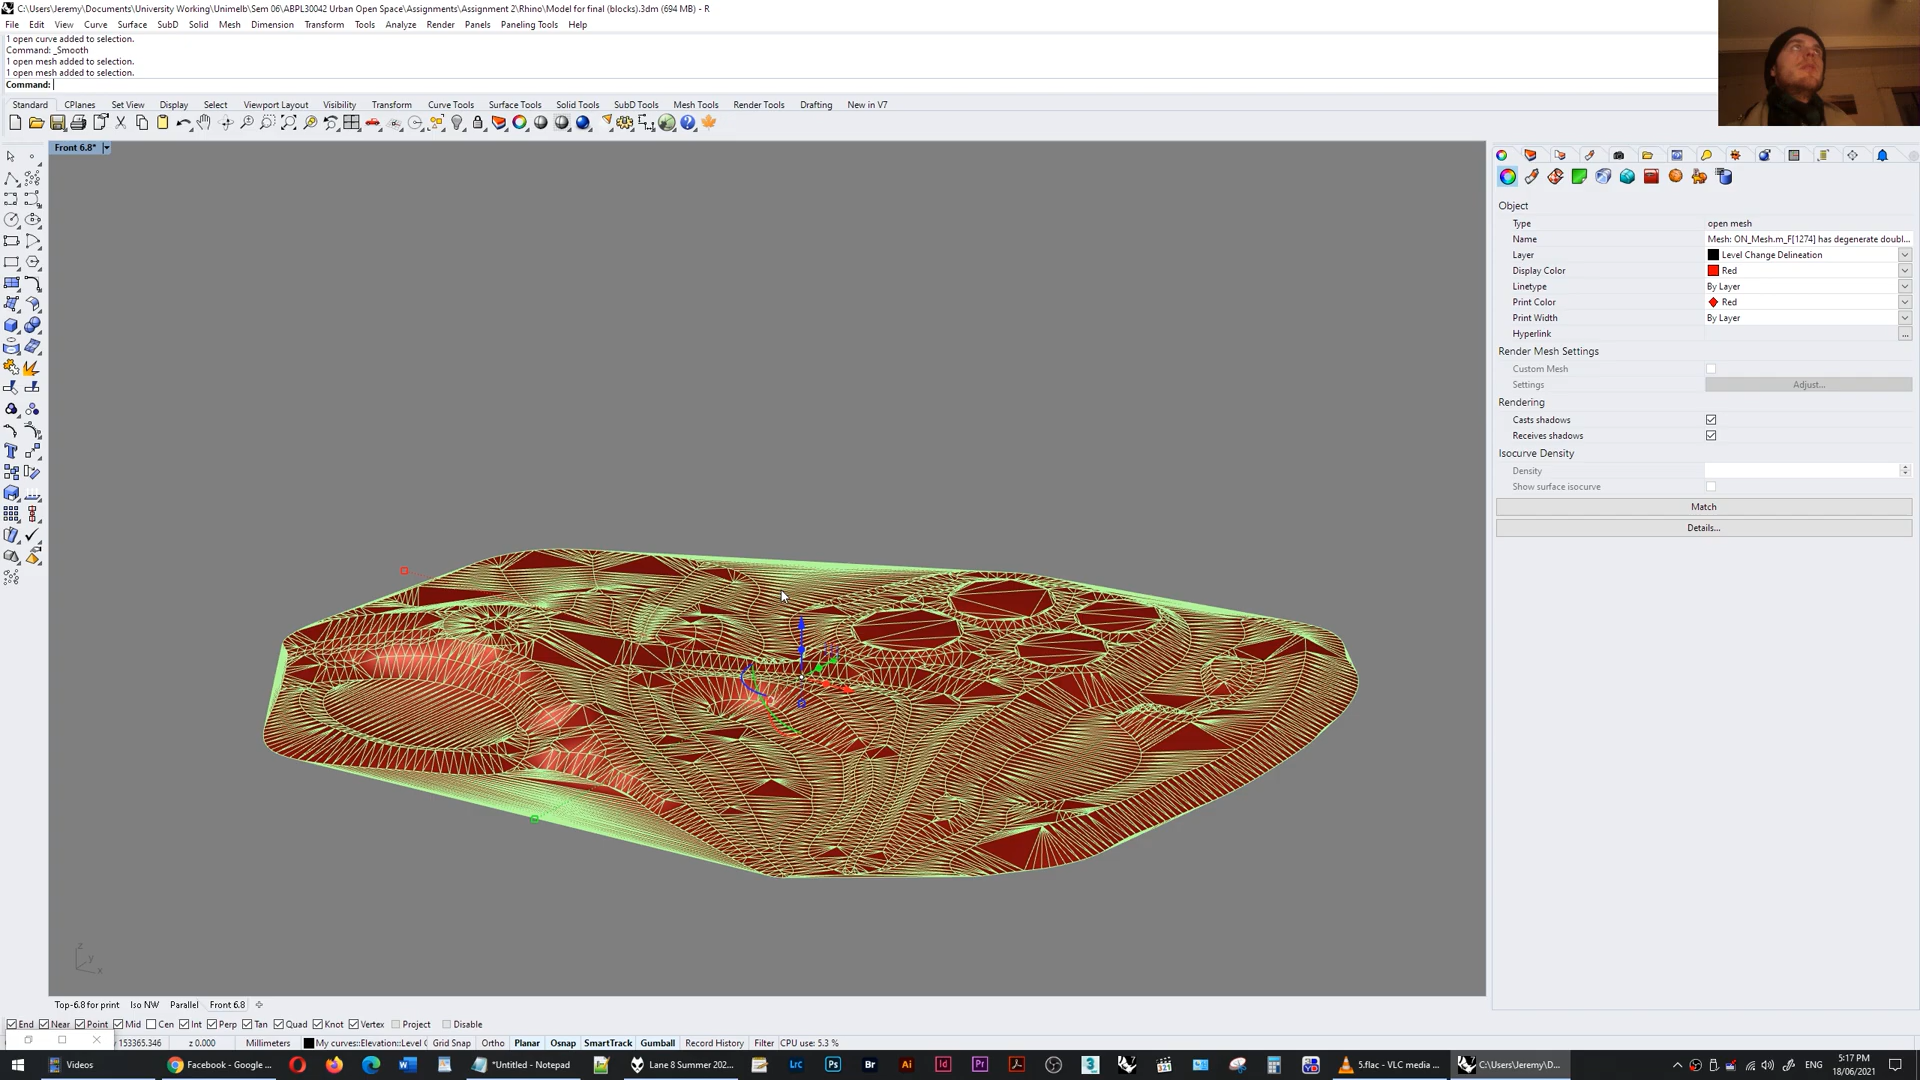 C:\Users\Jeremy\Documents\University Working\Unimelb\Sem 06\ABPL30042 Urban Open Space\Assignments\Assignment 2\Rhino\Model for final (blocks).3dm (694 MB) - R
File Edit View Curve Surface SubD Solid Mesh Dimension Transform Tools Analyze Render Panels Paneling Tools Help
1 open curve added to selection.
Command: _Smooth
1 open mesh added to selection.
1 open mesh added to selection.
Command:
Standard CPlanes Set View Display Select Viewport Layout Visibility Transform Curve Tools Surface Tools Solid Tools SubD Tools Mesh Tools Render Tools Drafting New in V7
Front 6.8*
Object
Type open mesh
Name Mesh: ON_Mesh.m_F[1274] has degenerate doubl...
Layer Level Change Delineation
Display Color Red
Linetype By Layer
Print Color Red
Print Width By Layer
Hyperlink ...
Render Mesh Settings
Custom Mesh
Settings Adjust...
Rendering
Casts shadows
Receives shadows
Isocurve Density
Density
Show surface isocurve
Match
Details...
z
y
x
Top-6.8 for print Iso NW Parallel Front 6.8
End Near Point Mid Cen Int Perp Tan Quad Knot Vertex Project Disable
153365.346 z 0.000 Millimeters My curves::Elevation::Level C Grid Snap Ortho Planar Osnap SmartTrack Gumball Record History Filter CPU use: 5.3 %
Videos Facebook - Google ... *Untitled - Notepad Lane 8 Summer 202... 5.flac - VLC media ... C:\Users\Jeremy\D...
ENG
5:17 PM
18/06/2021